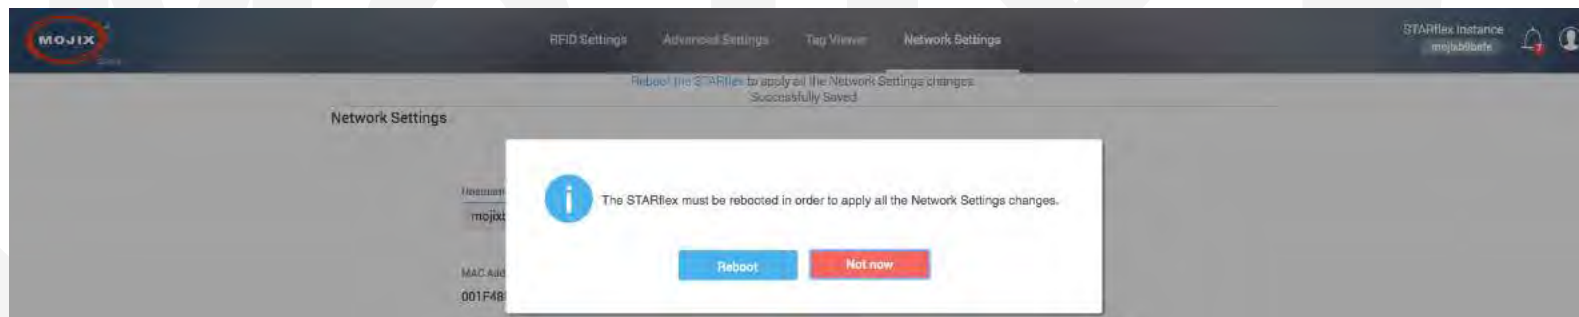 MOJIX
RFID Settings Advanced Settings Tag Viewer Network Settings
STARflex Instance
Reboot the STARflex to apply all the Network Settings changes.
Successfully Saved
Network Settings
The STARflex must be rebooted in order to apply all the Network Settings changes.
Reboot Not now
001F48